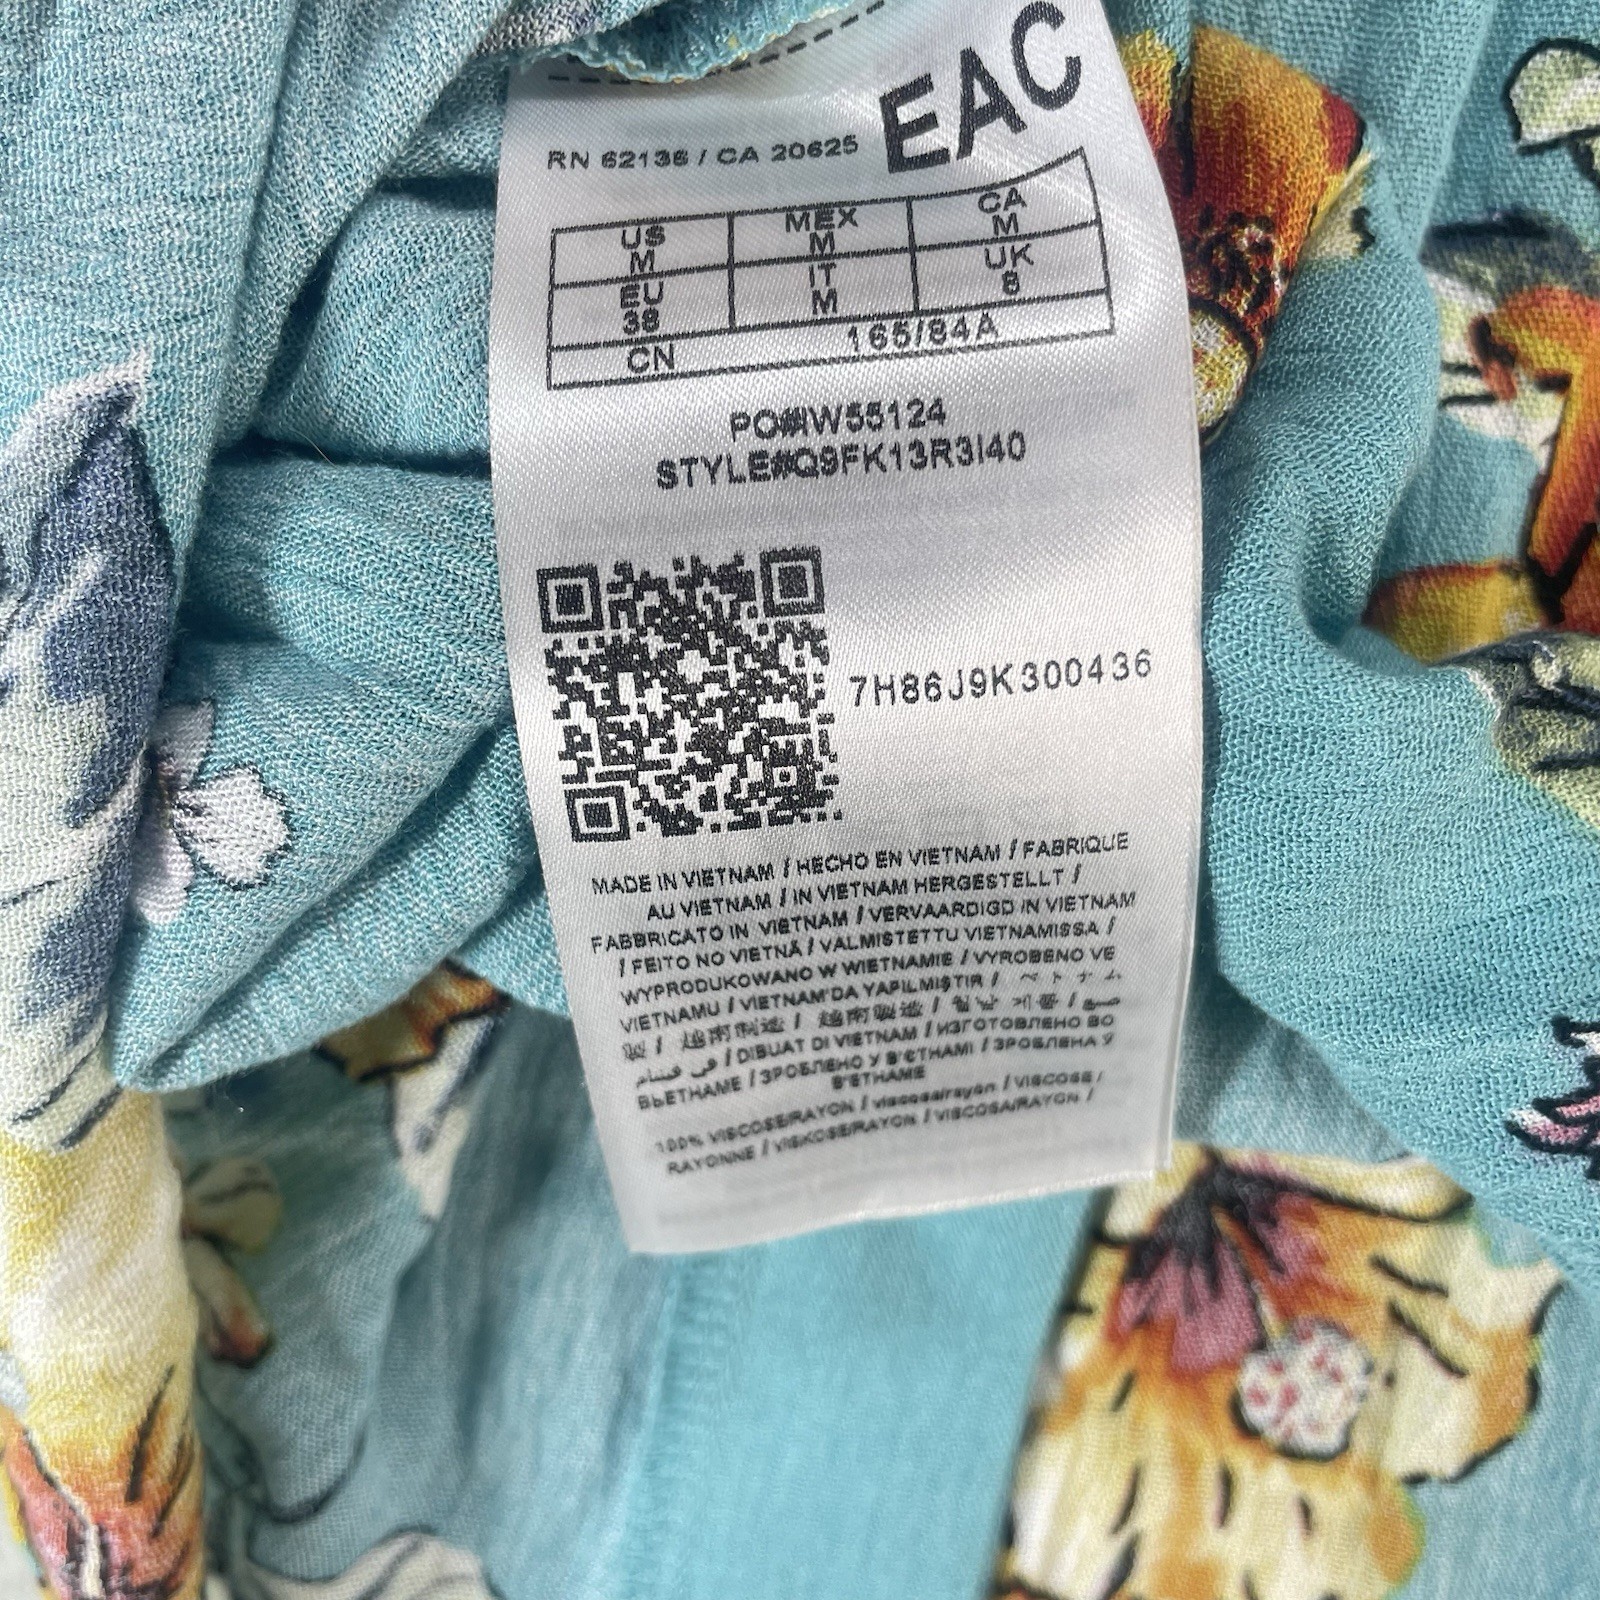 EAC
RN 62136 / CA 20625
US MEX CA
M M M
EU IT UK
38 M 8
CN 165/84A
PO#IW55124
STYLE#Q9FK13R3I40
7H86J9K300436
MADE IN VIETNAM / HECHO EN VIETNAM / FABRIQUE
AU VIETNAM / IN VIETNAM HERGESTELLT /
FABBRICATO IN VIETNAM / VERVAARDIGD IN VIETNAM
/ FEITO NO VIETNÃ / VALMISTETTU VIETNAMISSA /
WYPRODUKOWANO W WIETNAMIE / VYROBENO VE
VIETNAMU / VIETNAM'DA YAPILMIŞTIR / ベトナム
製 / 越南制造 / 越南製造 / 베트남 제품 / صنع
في فيتنام / DIBUAT DI VIETNAM / ИЗГОТОВЛЕНО ВО
ВЬЕТНАМЕ / ЗРОБЛЕНО У В'ЄТНАМІ / ЗРОБЛЕНА Ў
В'ЕТНАМЕ
100% VISCOSE/RAYON / viscosa/rayón / VISCOSE /
RAYONNE / VISKOSE/RAYON / VISCOSA/RAYON /